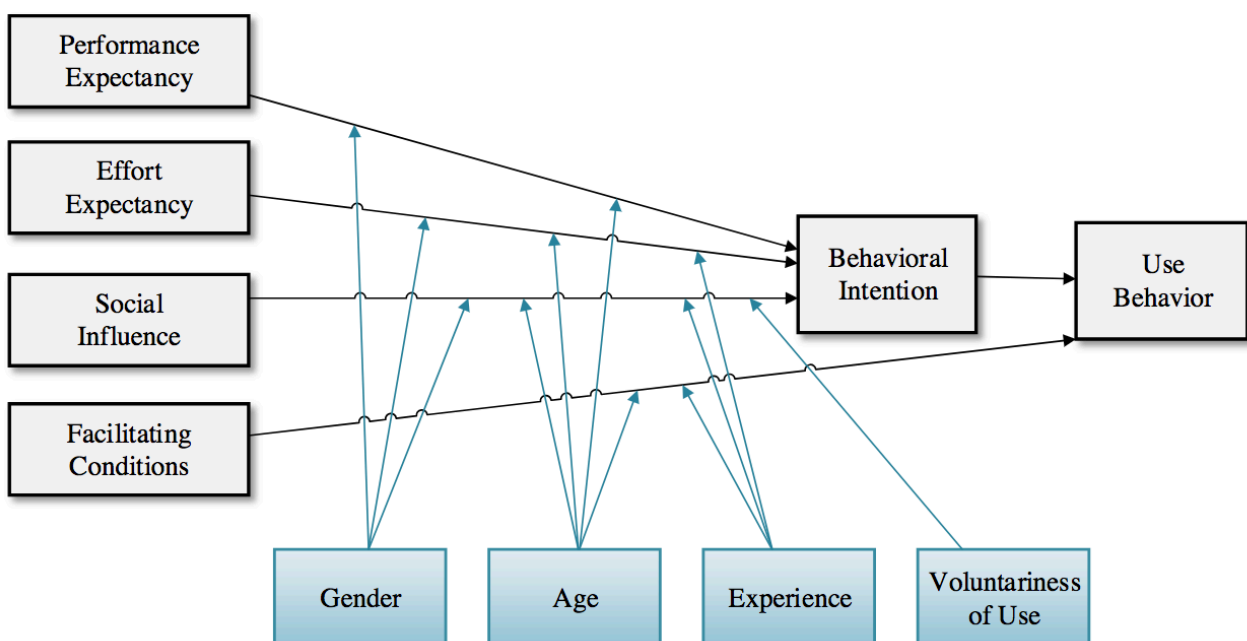 Performance
Expectancy
Effort
Expectancy
Social
Influence
Facilitating
Conditions
Behavioral
Intention
Use
Behavior
Gender
Age
Experience
Voluntariness
of Use